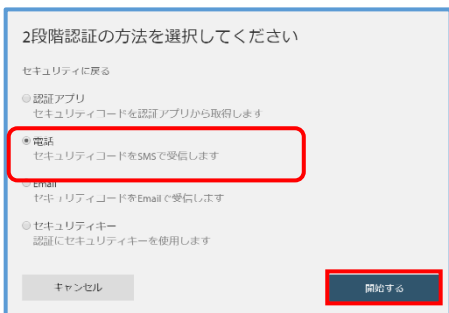 2段階認証の方法を選択してください
セキュリティに戻る
認証アプリ
セキュリティコードを認証アプリから取得します
電話
セキュリティコードをSMSで受信します
Email
セキュリティコードをEmailで受信します
セキュリティキー
認証にセキュリティキーを使用します
キャンセル
開始する